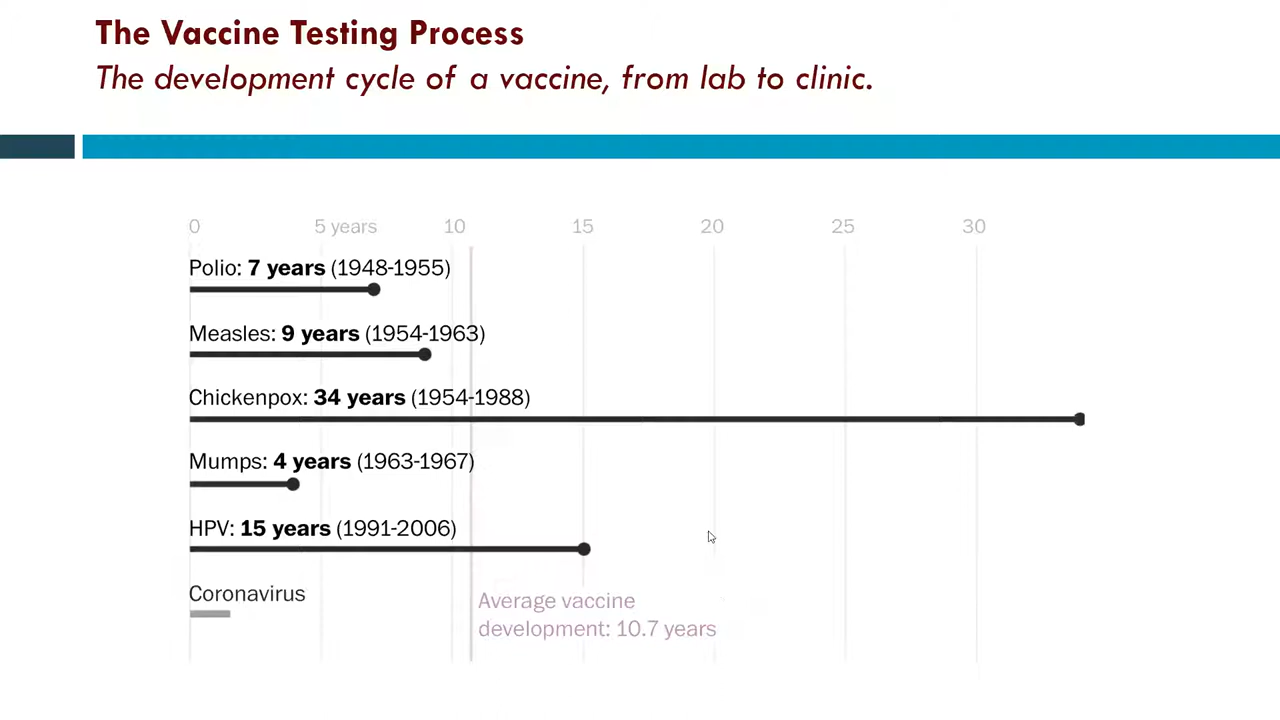 The Vaccine Testing Process
The development cycle of a vaccine, from lab to clinic.
0 5 years 10 15 20 25 30
Polio: 7 years (1948-1955)
Measles: 9 years (1954-1963)
Chickenpox: 34 years (1954-1988)
Mumps: 4 years (1963-1967)
HPV: 15 years (1991-2006)
Coronavirus
Average vaccine
development: 10.7 years